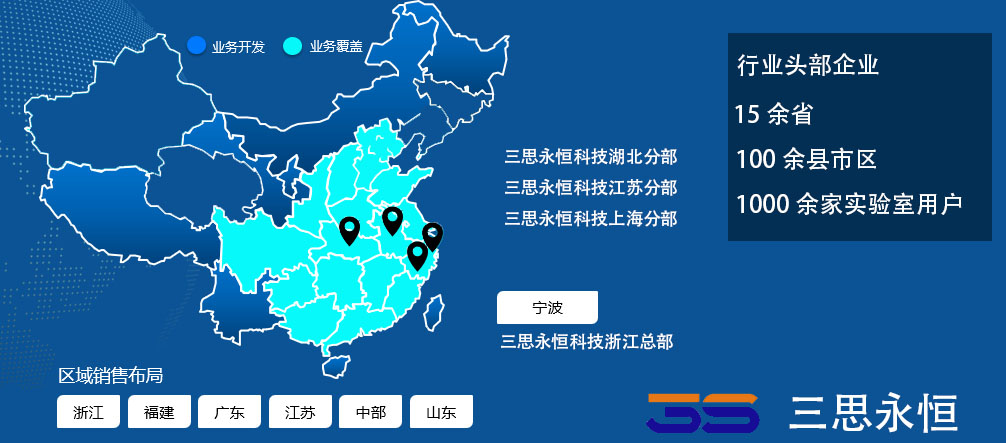 业务开发
业务覆盖
行业头部企业
15 余省
100 余县市区
1000 余家实验室用户
三思永恒科技湖北分部
三思永恒科技江苏分部
三思永恒科技上海分部
宁波
三思永恒科技浙江总部
区域销售布局
浙江
福建
广东
江苏
中部
山东
3S 三思永恒